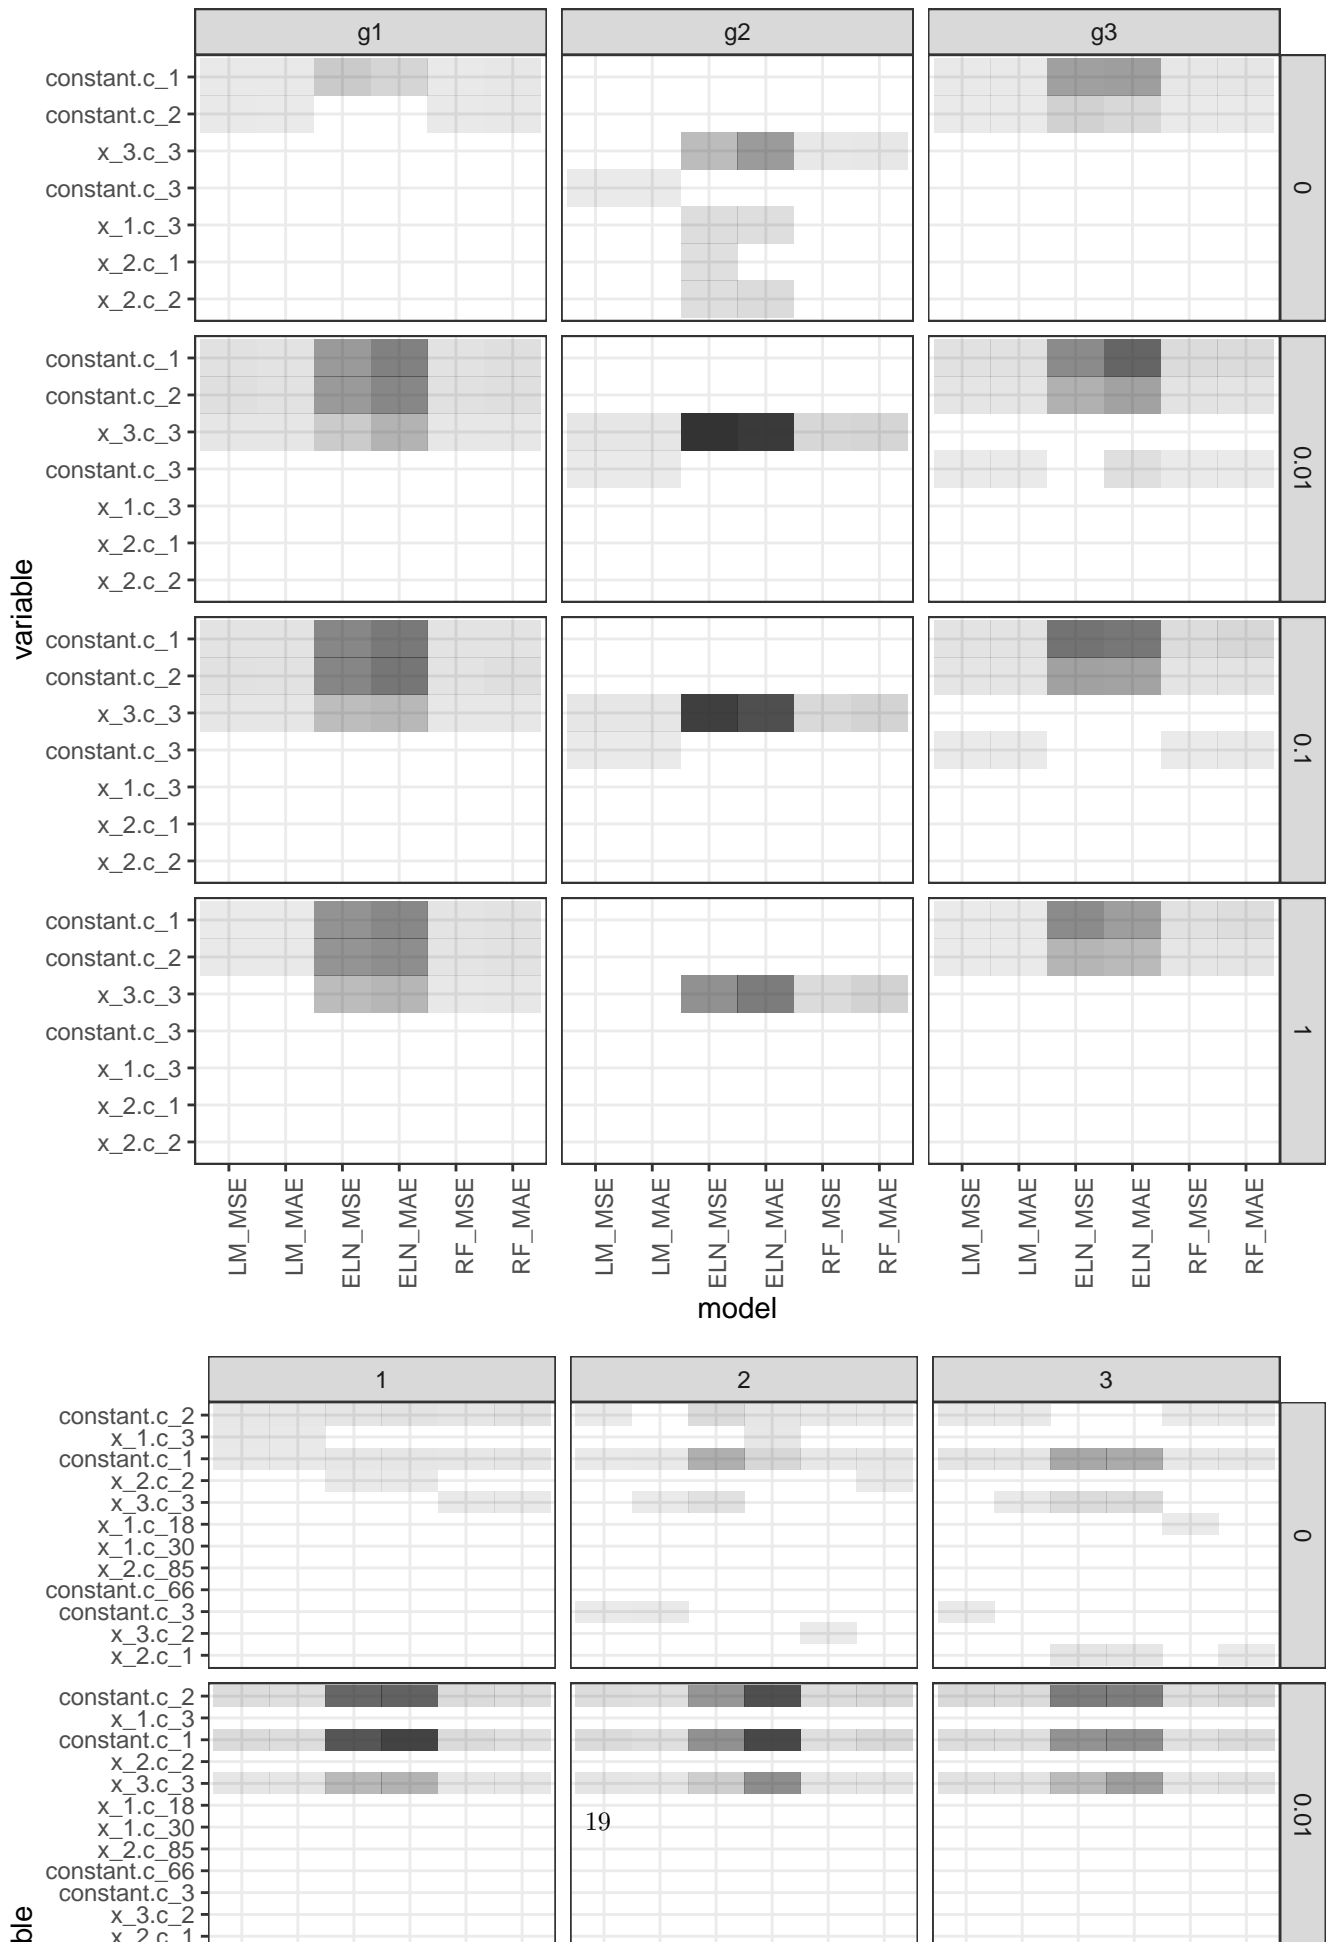 g1 g2 g3
constant.c_1
constant.c_2
x_3.c_3
constant.c_3
x_1.c_3
x_2.c_1
x_2.c_2
0
constant.c_1
constant.c_2
x_3.c_3
constant.c_3
x_1.c_3
x_2.c_1
x_2.c_2
0.01
variable
constant.c_1
constant.c_2
x_3.c_3
constant.c_3
x_1.c_3
x_2.c_1
x_2.c_2
0.1
constant.c_1
constant.c_2
x_3.c_3
constant.c_3
x_1.c_3
x_2.c_1
x_2.c_2
1
LM_MSE LM_MAE ELN_MSE ELN_MAE RF_MSE RF_MAE LM_MSE LM_MAE ELN_MSE ELN_MAE RF_MSE RF_MAE LM_MSE LM_MAE ELN_MSE ELN_MAE RF_MSE RF_MAE
model
1 2 3
constant.c_2
x_1.c_3
constant.c_1
x_2.c_2
x_3.c_3
x_1.c_18
x_1.c_30
x_2.c_85
constant.c_66
constant.c_3
x_3.c_2
x_2.c_1
0
constant.c_2
x_1.c_3
constant.c_1
x_2.c_2
x_3.c_3
x_1.c_18
x_1.c_30
x_2.c_85
constant.c_66
constant.c_3
x_3.c_2
x_2.c_1
0.01
19
ble